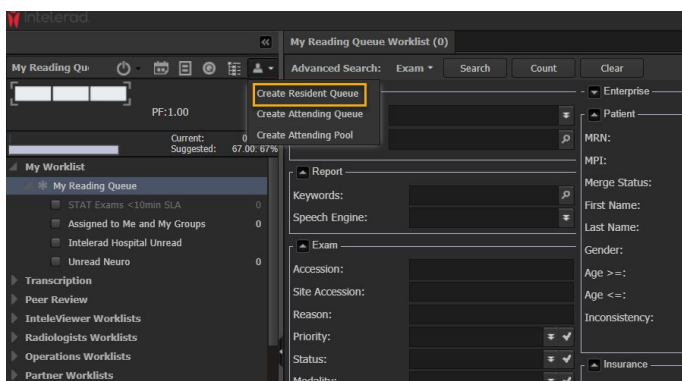 intelerad
My Reading Queue Worklist (0)
My Reading Qu
Advanced Search: Exam Search Count Clear
Create Resident Queue
Create Attending Queue
Create Attending Pool
PF:1.00
Current: 0
Suggested: 67.00: 67%
My Worklist
My Reading Queue
STAT Exams <10min SLA 0
Assigned to Me and My Groups 0
Intelerad Hospital Unread
Unread Neuro 0
Transcription
Peer Review
InteleViewer Worklists
Radiologists Worklists
Operations Worklists
Partner Worklists
Report
Keywords:
Speech Engine:
Exam
Accession:
Site Accession:
Reason:
Priority:
Status:
Modality:
Enterprise
Patient
MRN:
MPI:
Merge Status:
First Name:
Last Name:
Gender:
Age >=:
Age <=:
Inconsistency:
Insurance